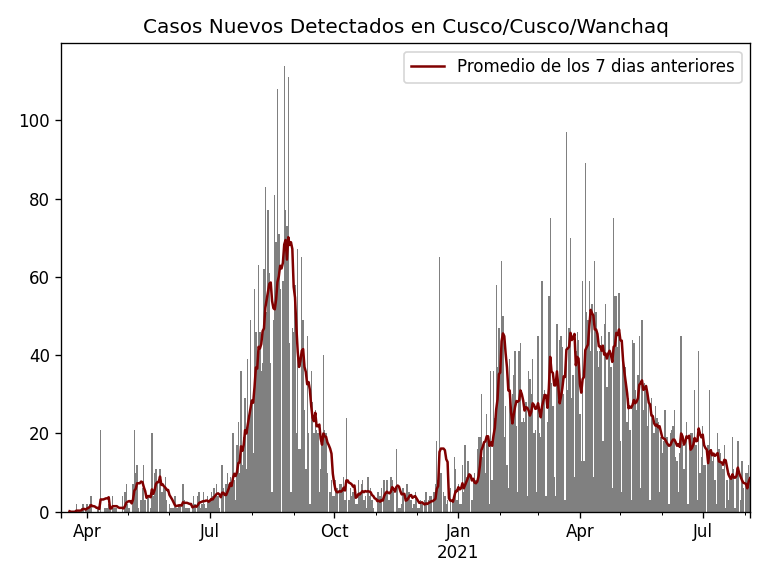 Casos Nuevos Detectados en Cusco/Cusco/Wanchaq
Promedio de los 7 dias anteriores
100
80
60
40
20
0
Apr Jul Oct Jan Apr Jul
2021